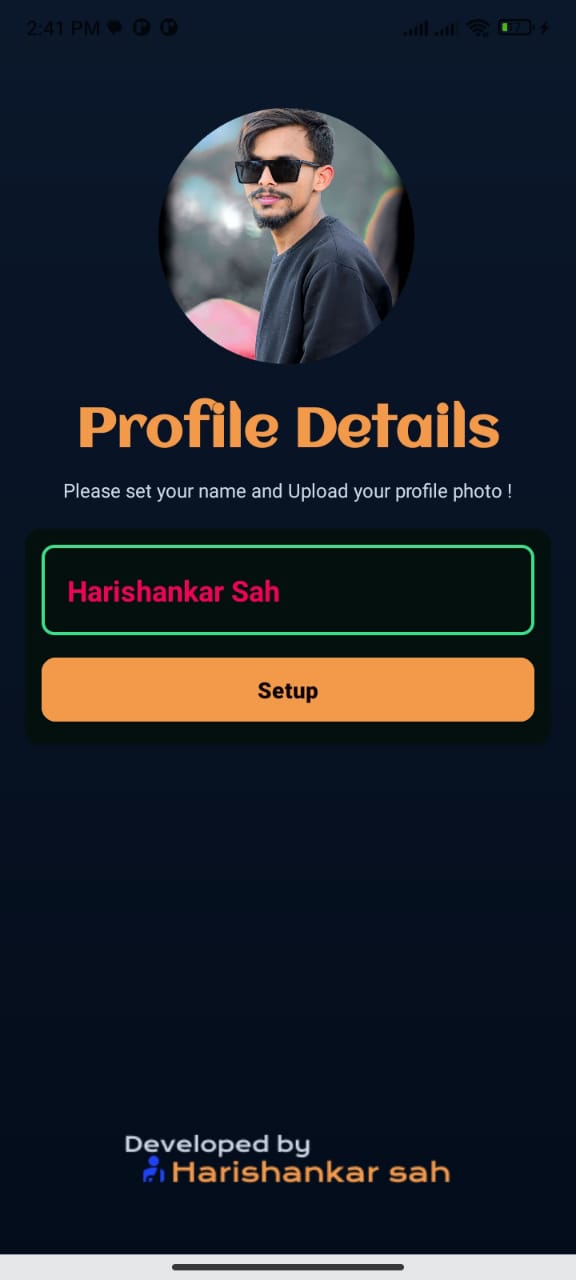 2:41 PM
Profile Details
Please set your name and Upload your profile photo !
Harishankar Sah
Setup
Developed by
Harishankar sah